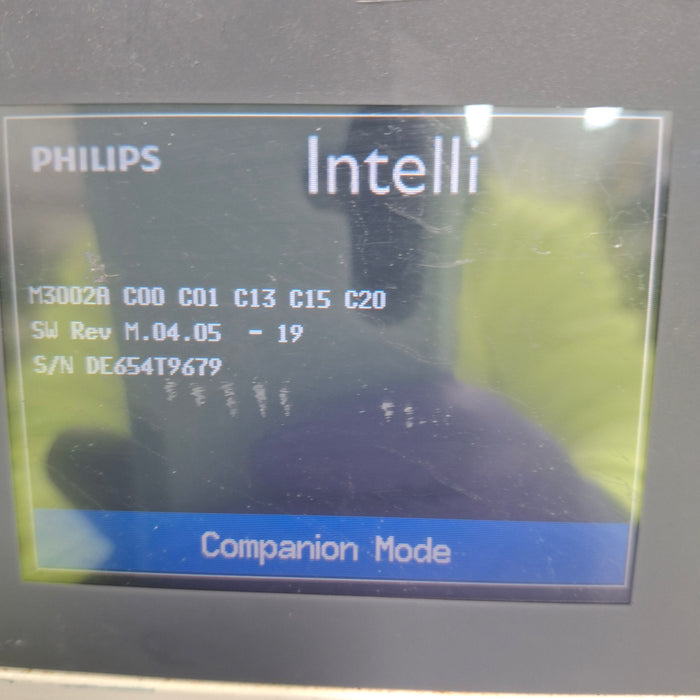 PHILIPS
Intelli
M3002A C00 C01 C13 C15 C20
SW Rev M.04.05 - 19
S/N DE654T9679
Companion Mode